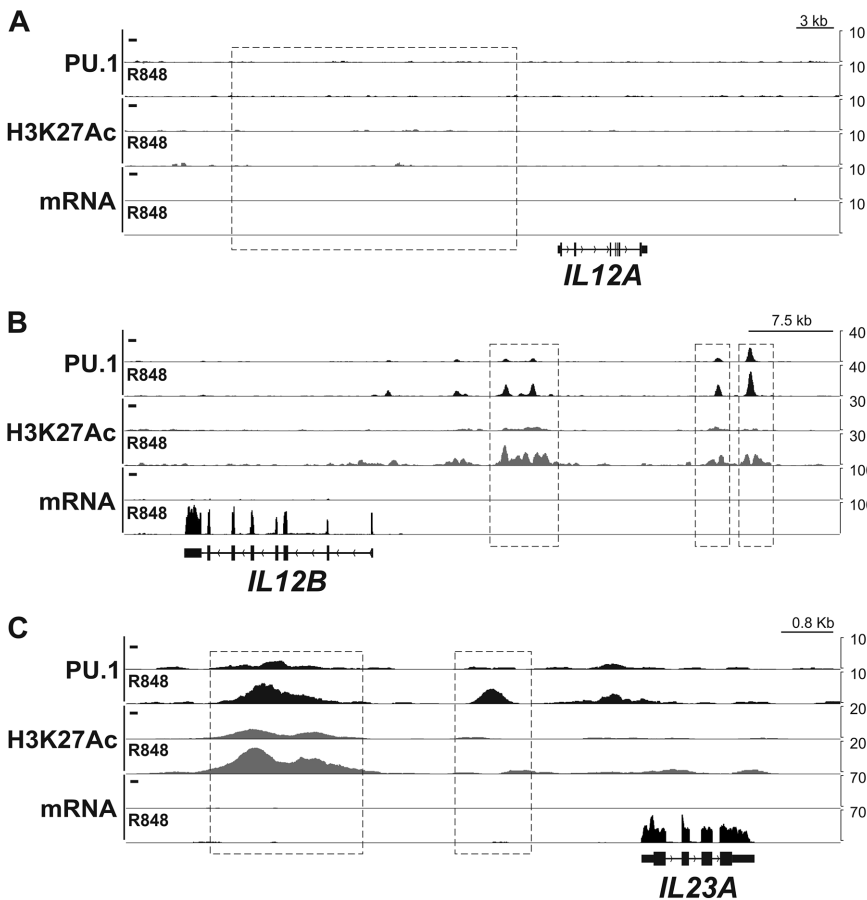 A
3 kb
PU.1
-
10
R848
10
H3K27Ac
-
10
R848
10
mRNA
-
10
R848
10
IL12A
B
7.5 kb
PU.1
-
40
R848
40
H3K27Ac
-
30
R848
30
mRNA
-
100
R848
100
IL12B
C
0.8 Kb
PU.1
-
10
R848
10
H3K27Ac
-
20
R848
20
mRNA
-
70
R848
70
IL23A